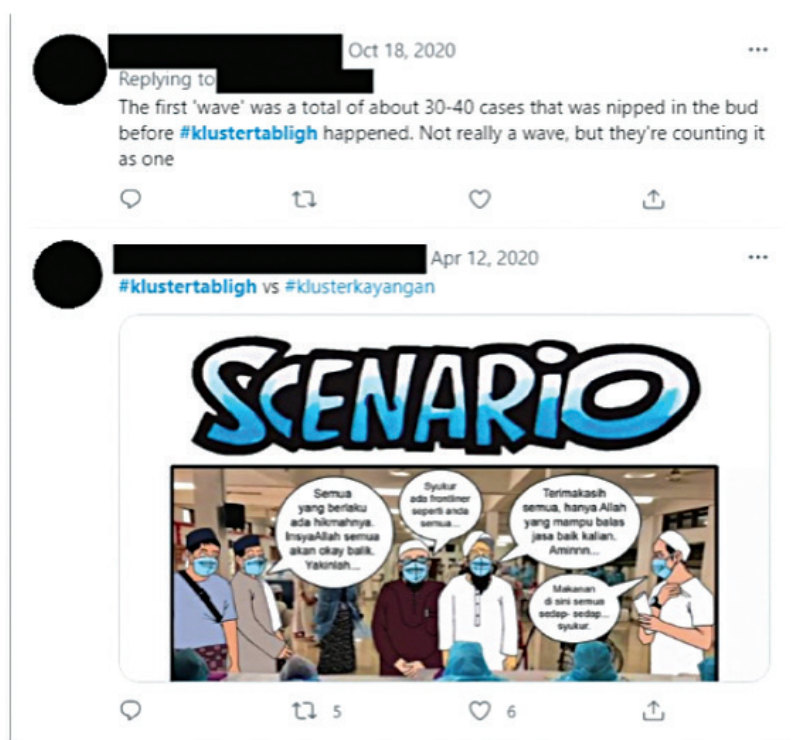 Oct 18, 2020
Replying to
The first 'wave' was a total of about 30-40 cases that was nipped in the bud
before #klustertabligh happened. Not really a wave, but they're counting it
as one
Apr 12, 2020
#klustertabligh vs #klusterkayangan
SCENARiO
Semua
yang berlaku
ada hikmahnya.
InsyaAllah semua
akan okay balik.
Yakinlah...
Syukur
ada frontliner
seperti anda
semua...
Terimakasih
semua, hanya Allah
yang mampu balas
jasa baik kalian.
Aminnn...
Makanan
di sini semua
sedap- sedap...
syukur.
5
6